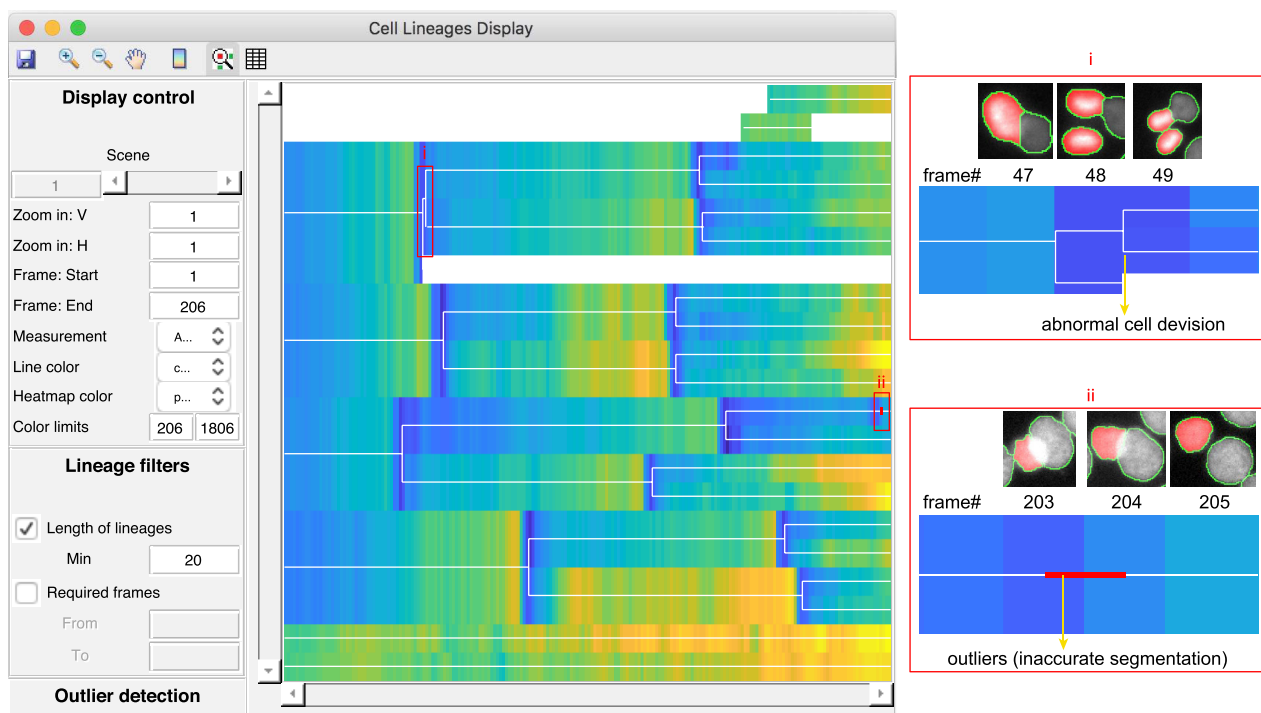 Cell Lineages Display
Display control
Scene
1
Zoom in: V 1
Zoom in: H 1
Frame: Start 1
Frame: End 206
Measurement A...
Line color c...
Heatmap color p...
Color limits 206 1806
Lineage filters
Length of lineages
Min 20
Required frames
From
To
Outlier detection
i
ii
i
frame# 47 48 49
abnormal cell devision
ii
frame# 203 204 205
outliers (inaccurate segmentation)